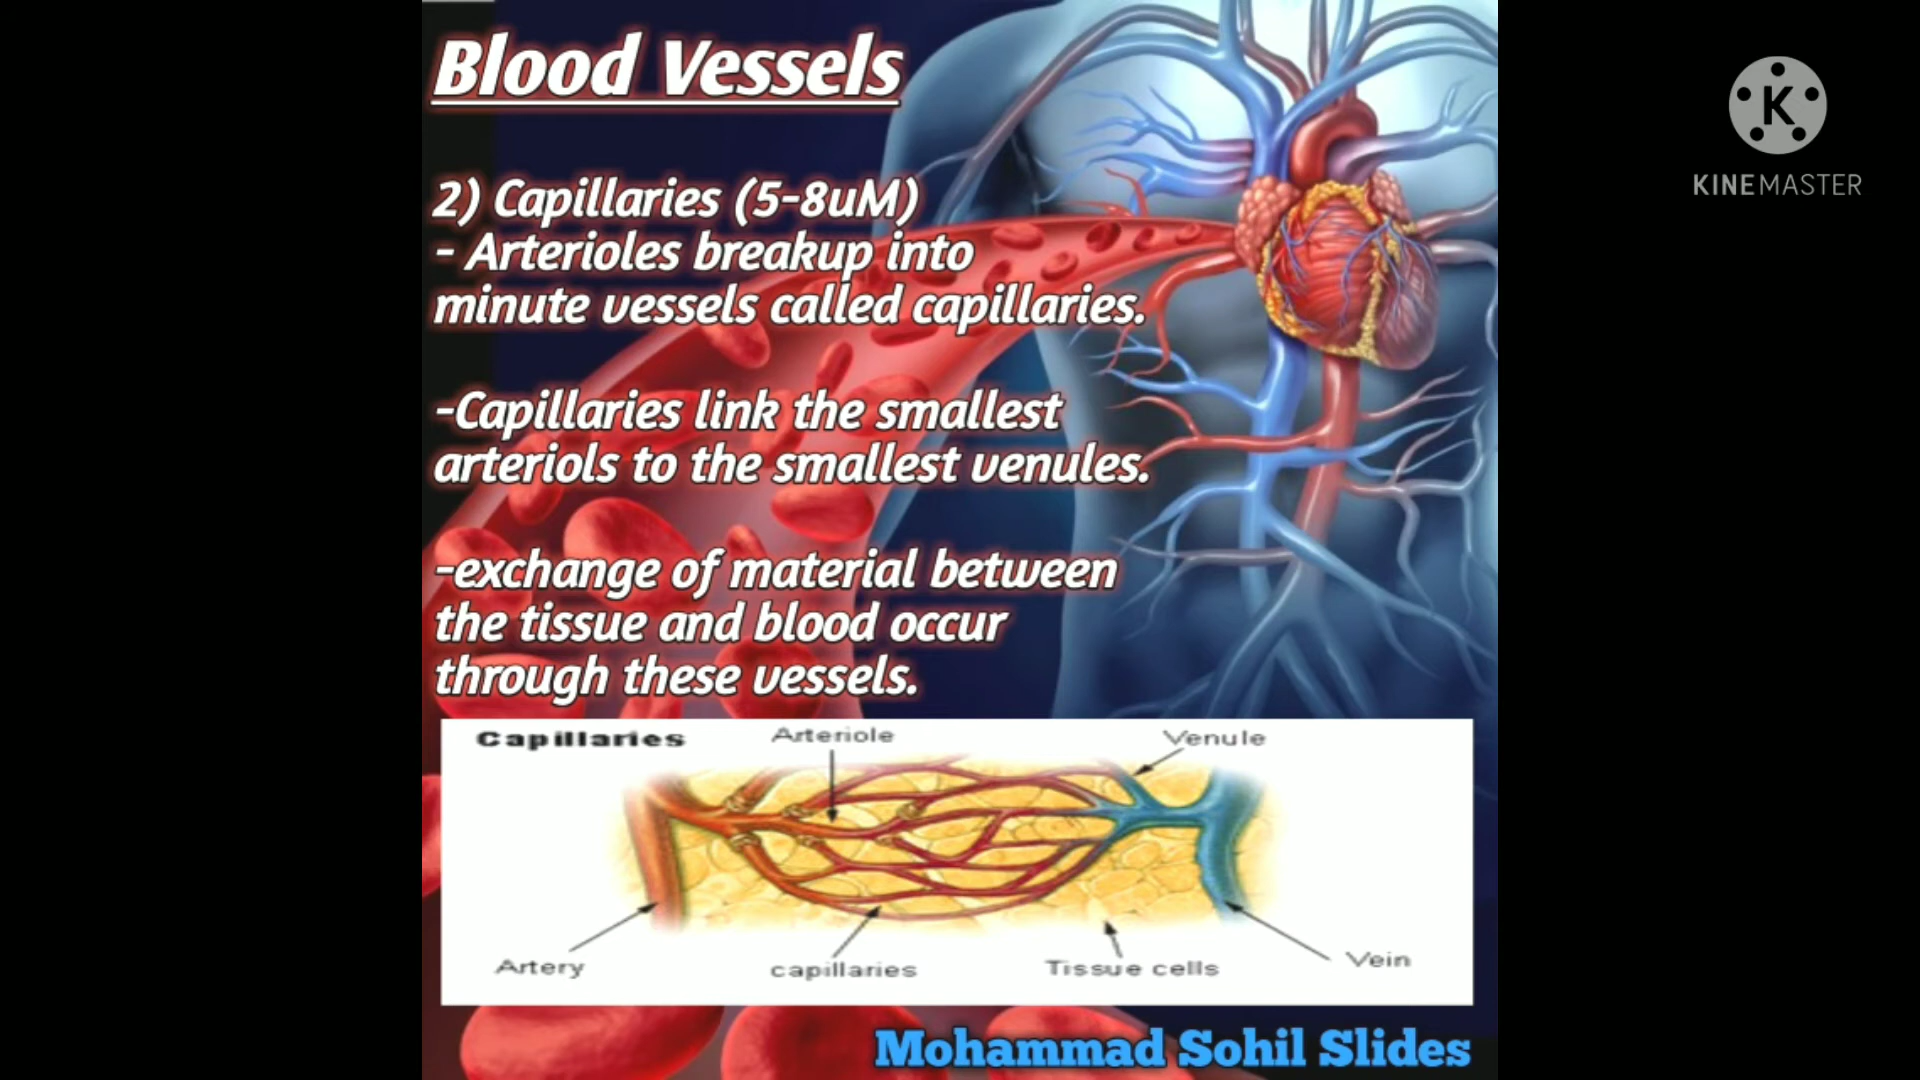 Blood Vessels
2) Capillaries (5-8uM)
- Arterioles breakup into
minute vessels called capillaries.
-Capillaries link the smallest
arteriols to the smallest venules.
-exchange of material between
the tissue and blood occur
through these vessels.
Capillaries
Arteriole
Venule
Artery
capillaries
Tissue cells
Vein
Mohammad Sohil Slides
K
KINEMASTER